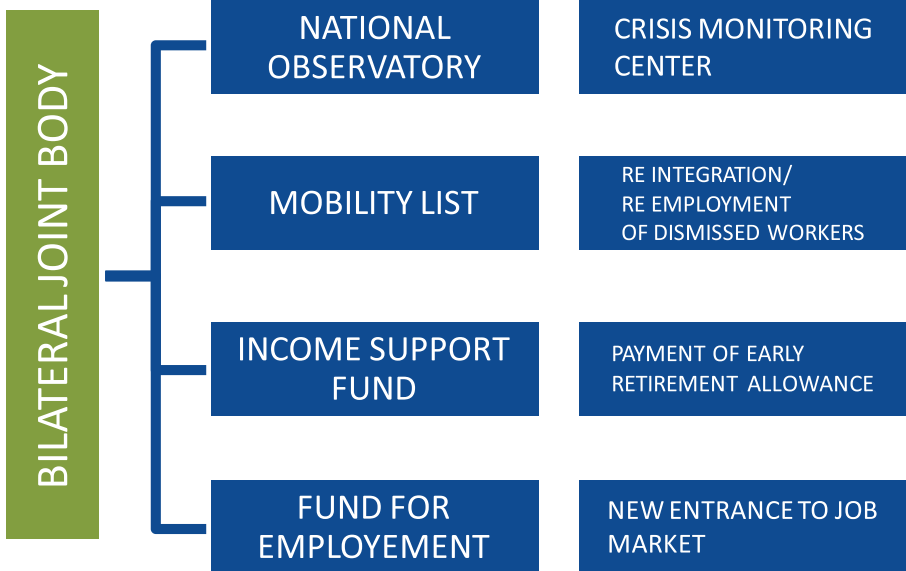 BILATERAL JOINT BODY
NATIONAL
OBSERVATORY
CRISIS MONITORING
CENTER
MOBILITY LIST
RE INTEGRATION/
RE EMPLOYMENT
OF DISMISSED WORKERS
INCOME SUPPORT
FUND
PAYMENT OF EARLY
RETIREMENT ALLOWANCE
FUND FOR
EMPLOYEMENT
NEW ENTRANCE TO JOB
MARKET